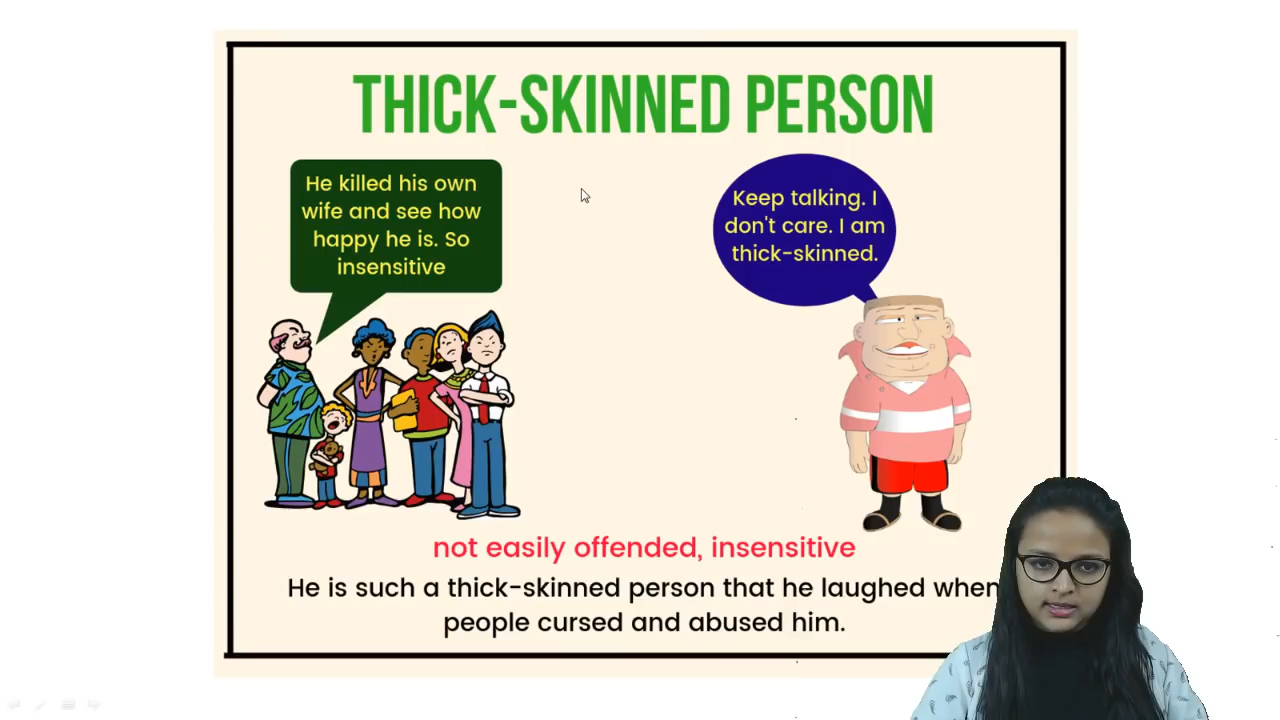 THICK-SKINNED PERSON
He killed his own
wife and see how
happy he is. So
insensitive
Keep talking. I
don't care. I am
thick-skinned.
not easily offended, insensitive
He is such a thick-skinned person that he laughed when
people cursed and abused him.